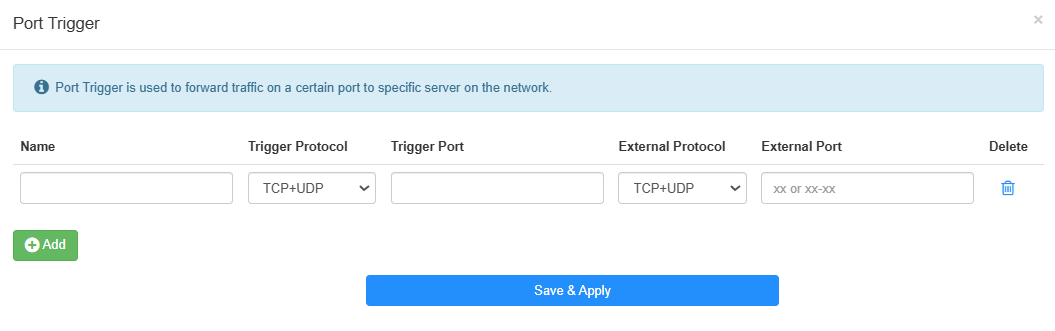 Port Trigger
×
Port Trigger is used to forward traffic on a certain port to specific server on the network.
Name Trigger Protocol Trigger Port External Protocol External Port Delete
TCP+UDP TCP+UDP xx or xx-xx
Add
Save & Apply